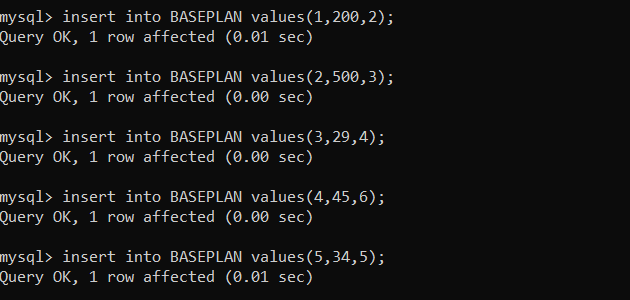 mysql> insert into BASEPLAN values(1,200,2);
Query OK, 1 row affected (0.01 sec)
mysql> insert into BASEPLAN values(2,500,3);
Query OK, 1 row affected (0.00 sec)
mysql> insert into BASEPLAN values(3,29,4);
Query OK, 1 row affected (0.00 sec)
mysql> insert into BASEPLAN values(4,45,6);
Query OK, 1 row affected (0.00 sec)
mysql> insert into BASEPLAN values(5,34,5);
Query OK, 1 row affected (0.01 sec)